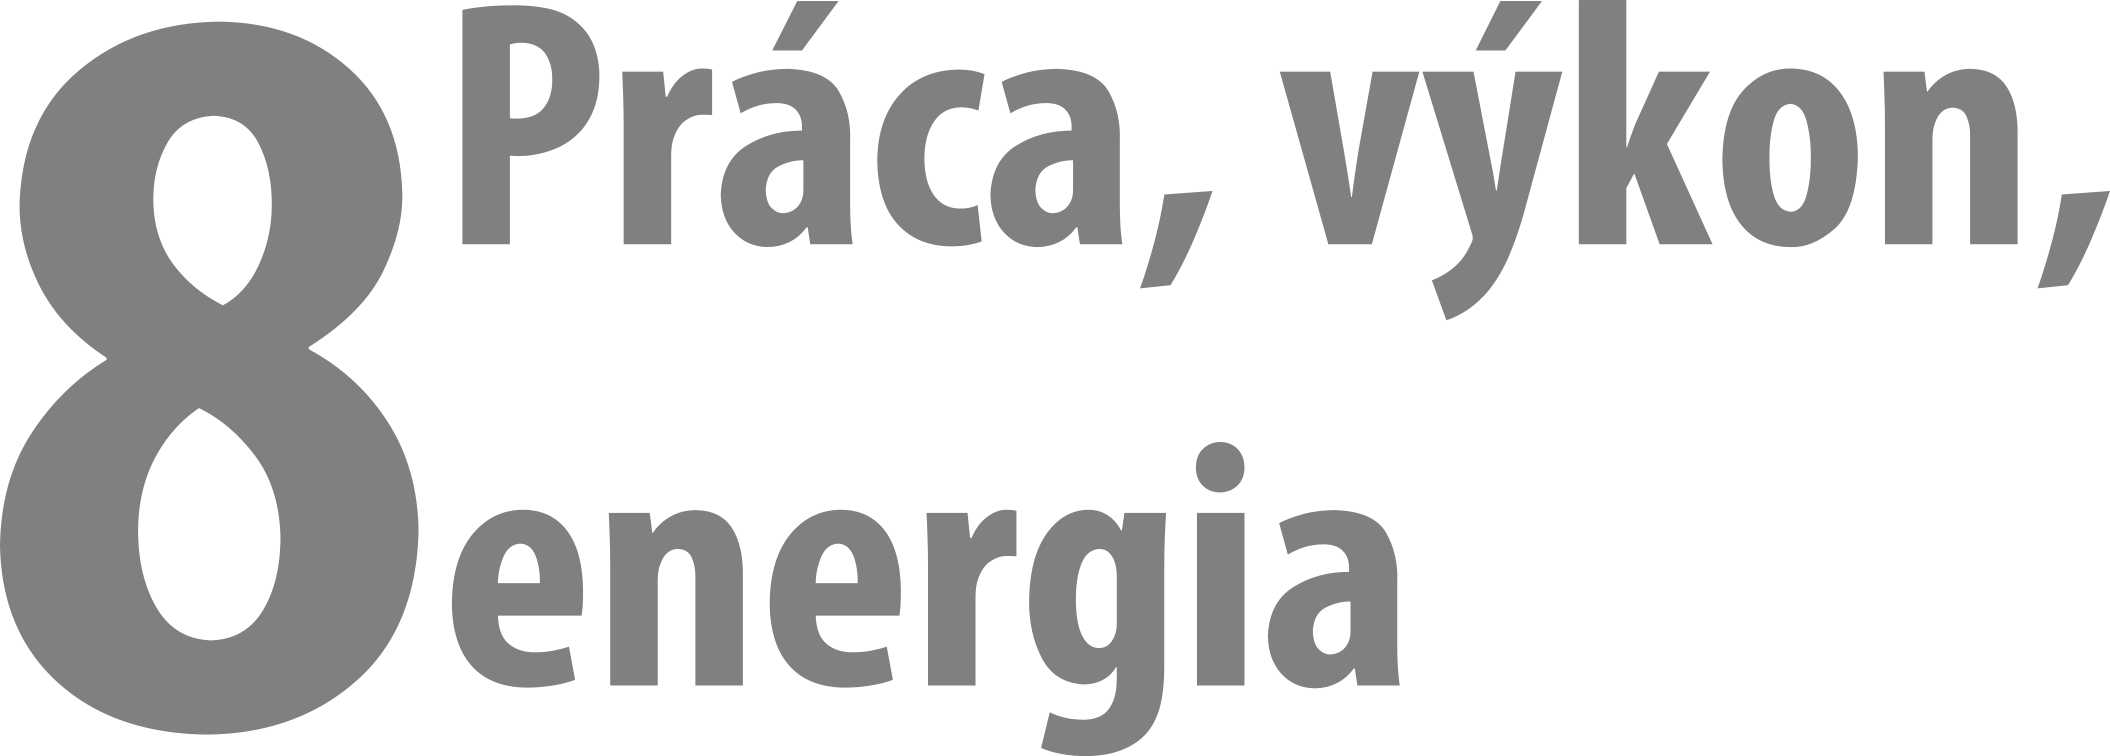 8 Práca, výkon,
energia